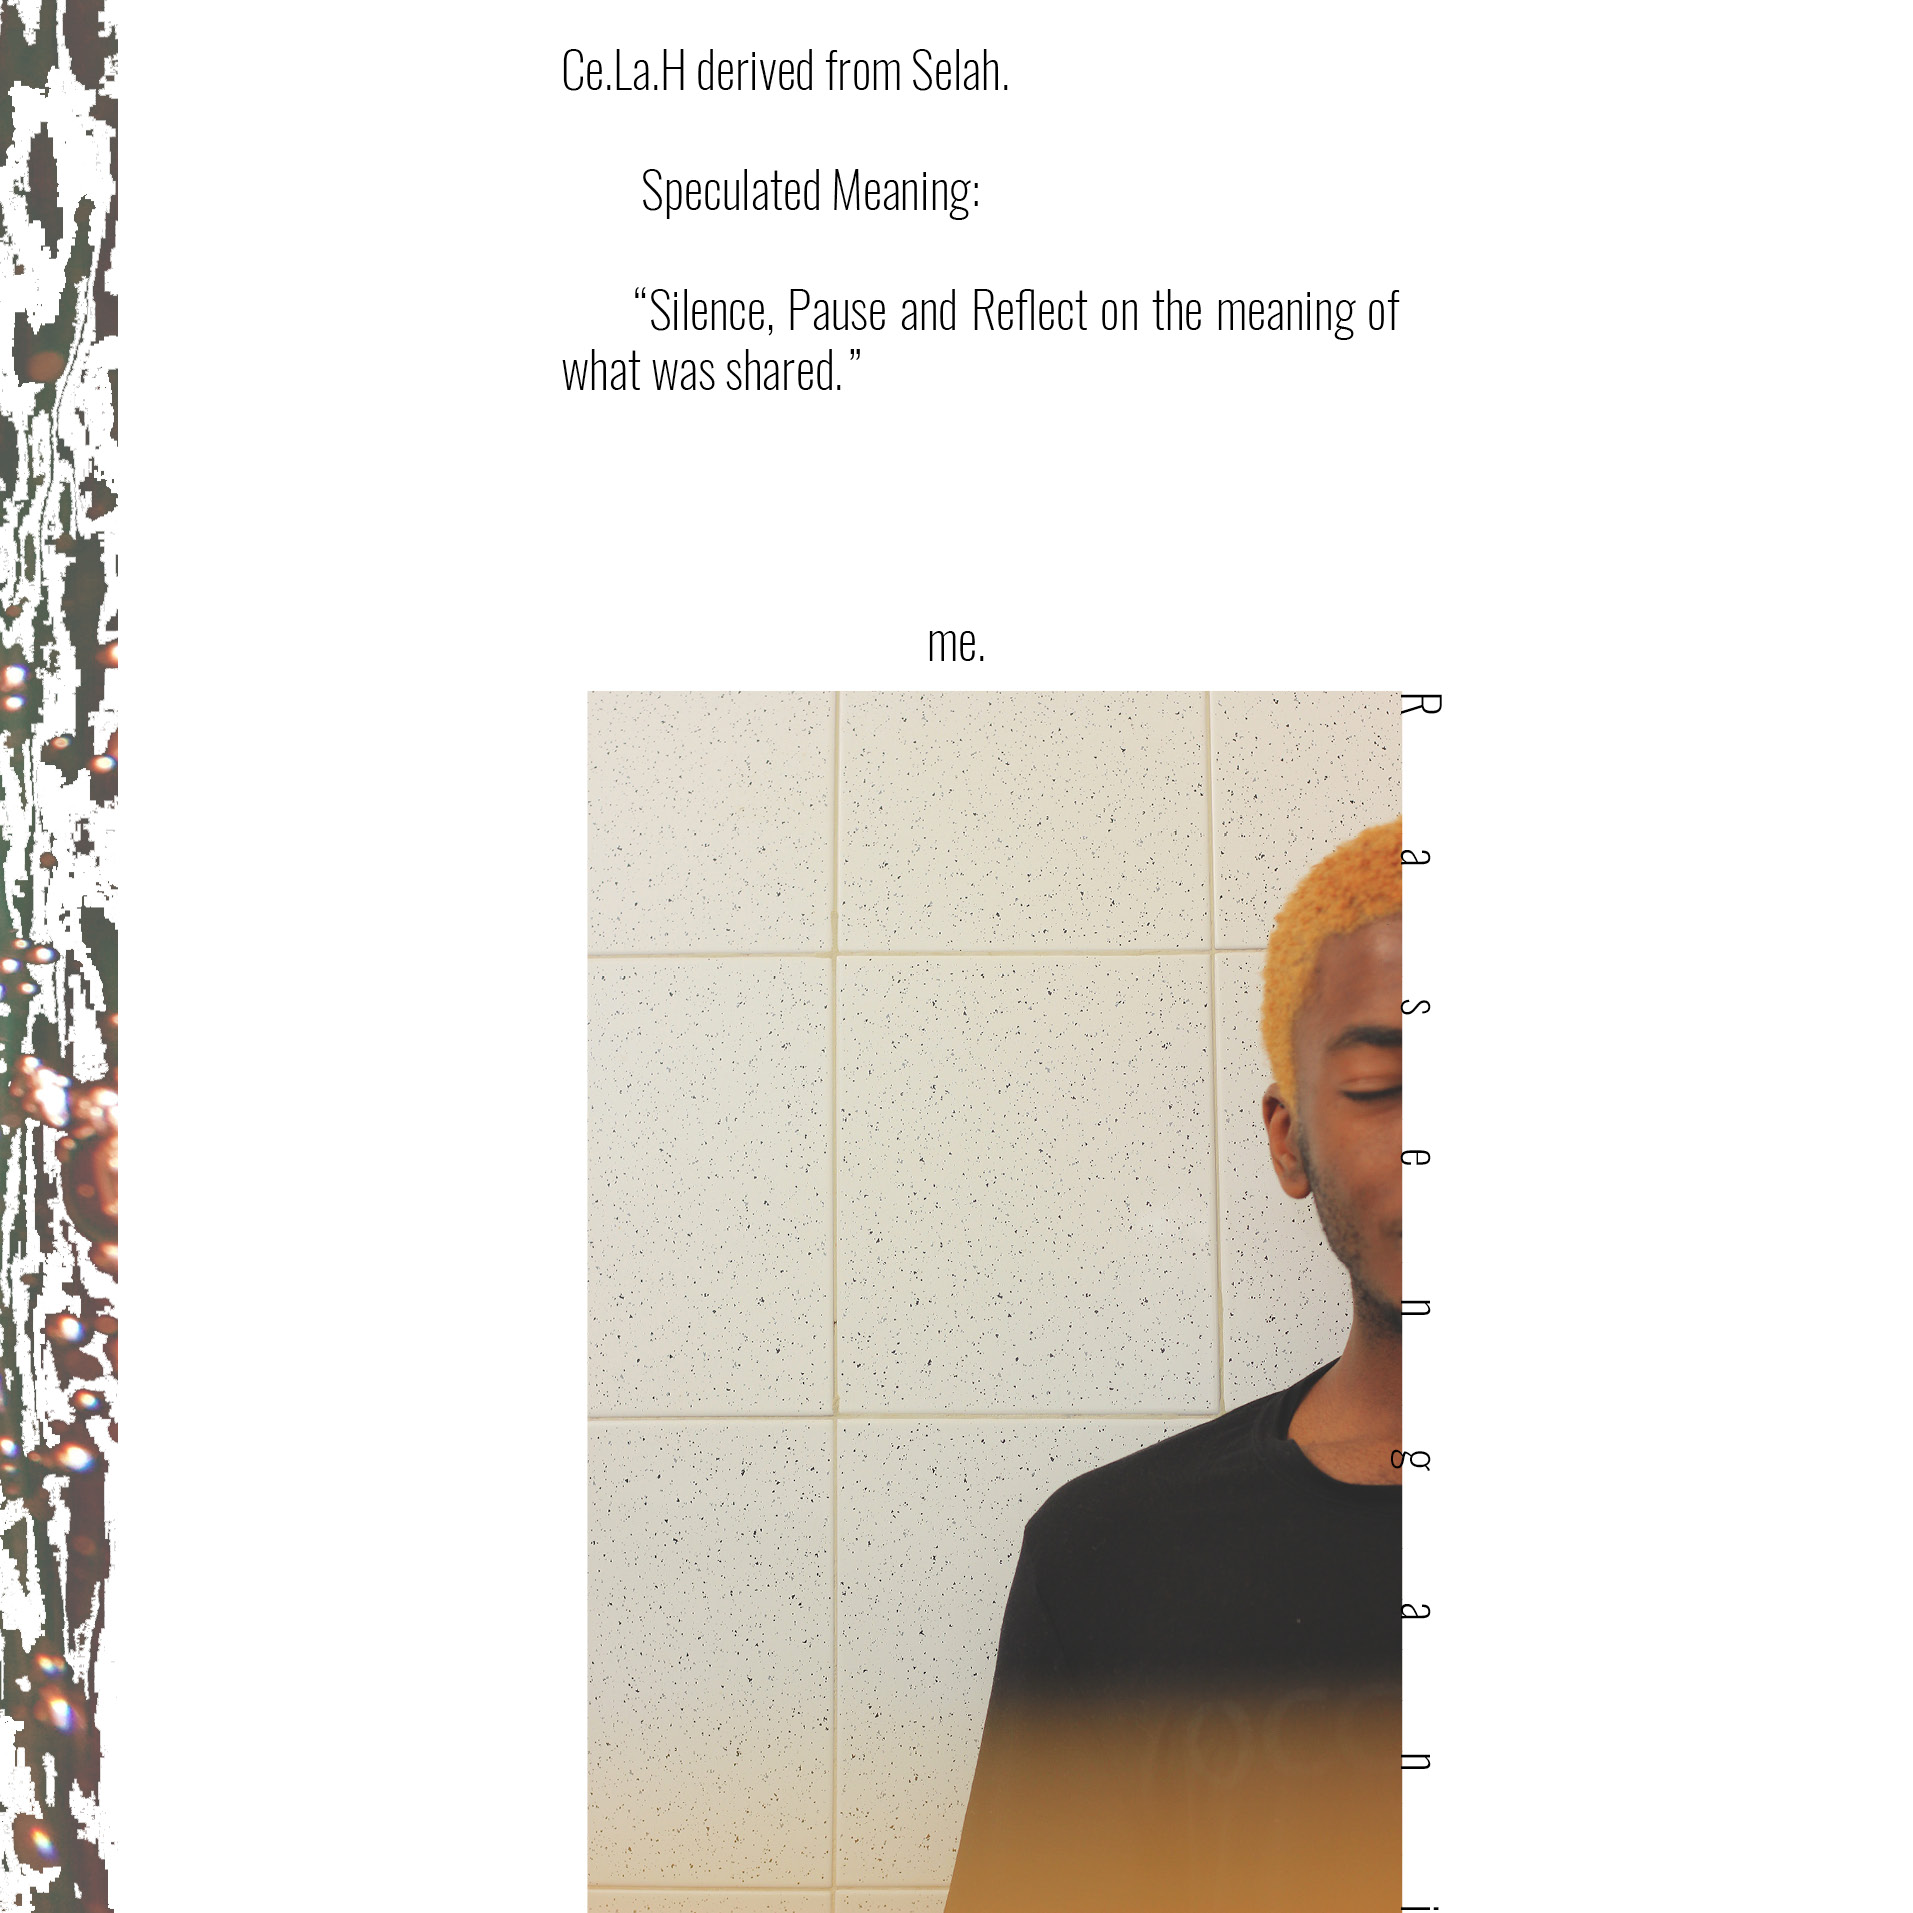 Ce.La.H derived from Selah.
Speculated Meaning:
“Silence, Pause and Reflect on the meaning of
what was shared.”
me.
Rasengani